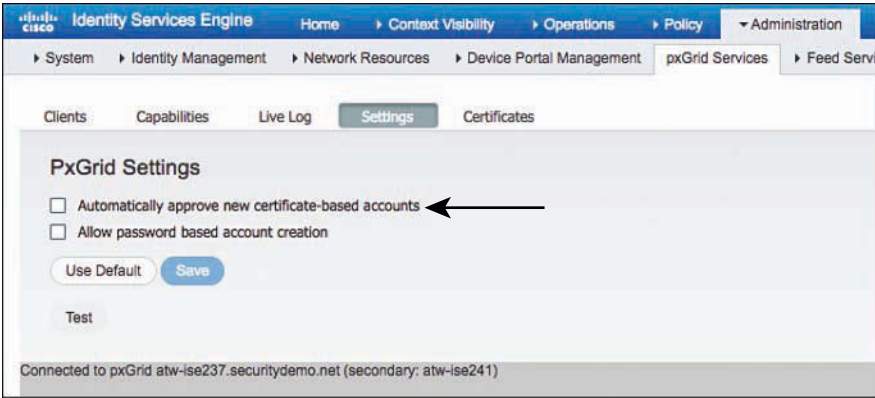 cisco Identity Services Engine Home Context Visibility Operations Policy Administration
System Identity Management Network Resources Device Portal Management pxGrid Services Feed Servi
Clients Capabilities Live Log Settings Certificates
PxGrid Settings
Automatically approve new certificate-based accounts
Allow password based account creation
Use Default Save
Test
Connected to pxGrid atw-ise237.securitydemo.net (secondary: atw-ise241)